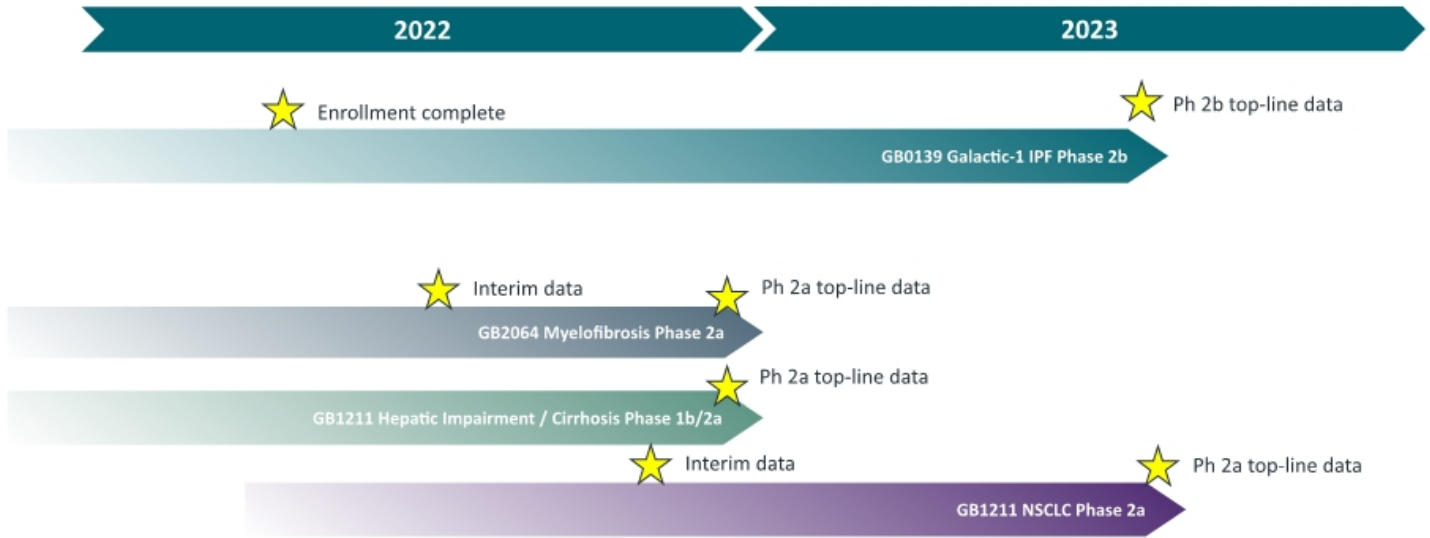 2022
2023
Enrollment complete
Ph 2b top-line data
GB0139 Galactic-1 IPF Phase 2b
Interim data
Ph 2a top-line data
GB2064 Myelofibrosis Phase 2a
Ph 2a top-line data
GB1211 Hepatic Impairment / Cirrhosis Phase 1b/2a
Interim data
Ph 2a top-line data
GB1211 NSCLC Phase 2a